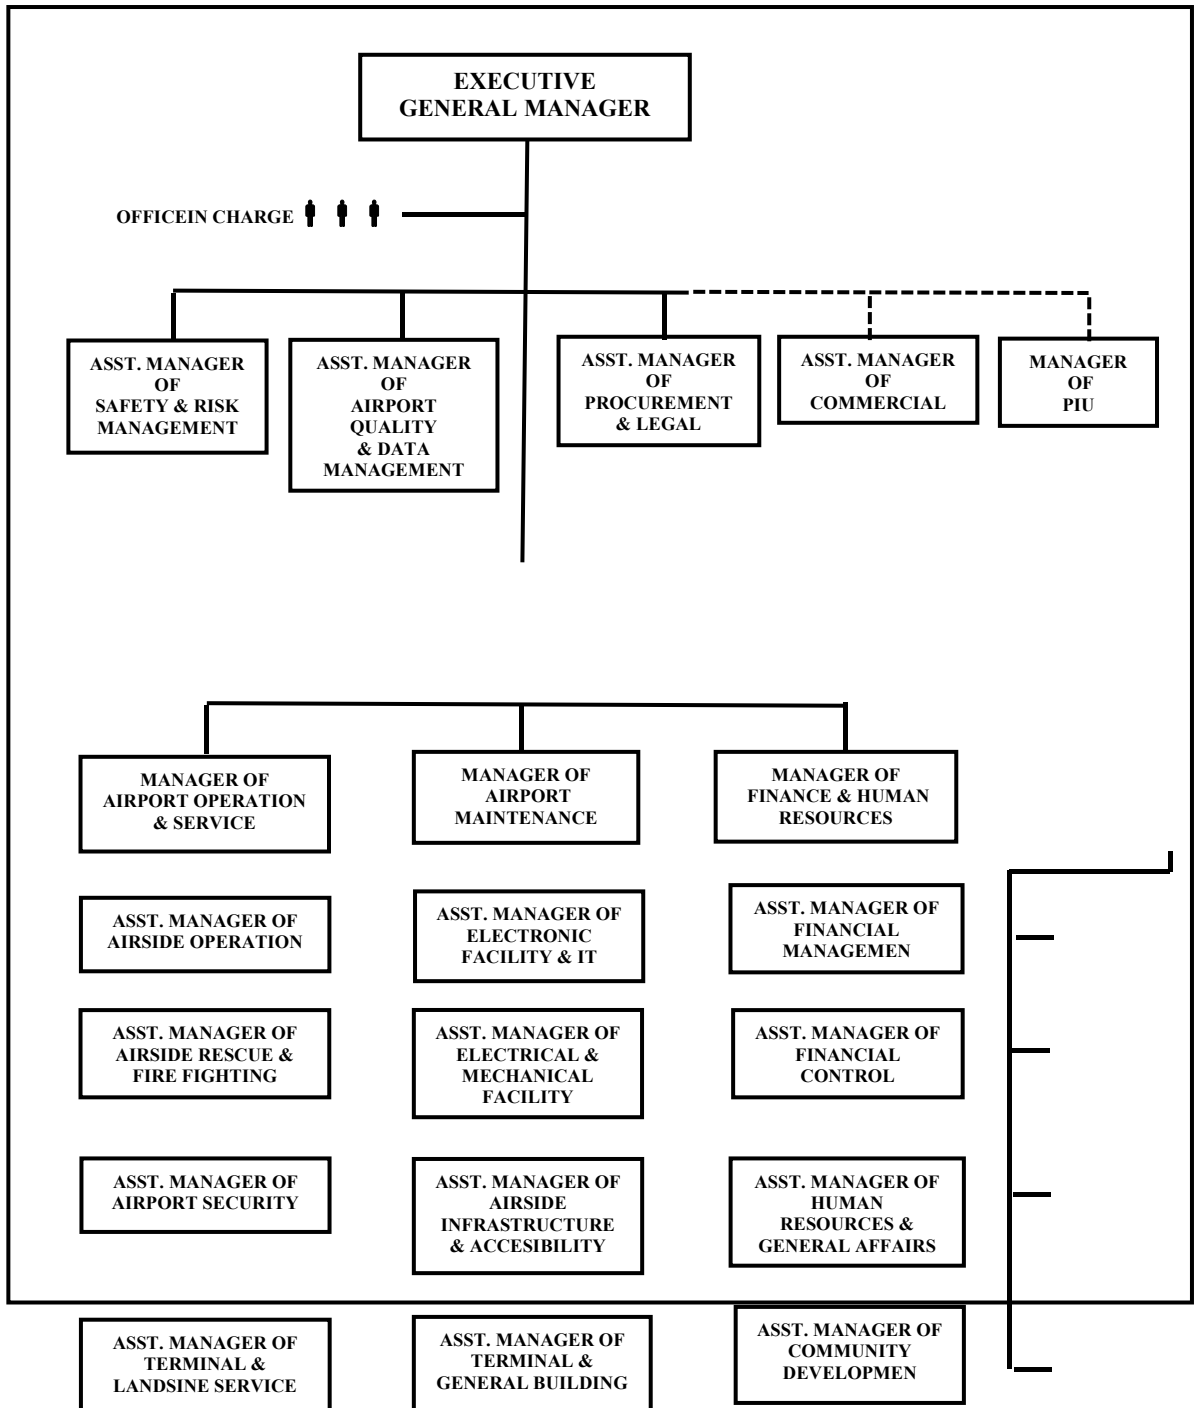 EXECUTIVE
GENERAL MANAGER
OFFICEIN CHARGE
ASST. MANAGER
OF
SAFETY & RISK
MANAGEMENT
ASST. MANAGER
OF
AIRPORT
QUALITY
& DATA
MANAGEMENT
ASST. MANAGER
OF
PROCUREMENT
& LEGAL
ASST. MANAGER
OF
COMMERCIAL
MANAGER
OF
PIU
MANAGER OF
AIRPORT OPERATION
& SERVICE
MANAGER OF
AIRPORT
MAINTENANCE
MANAGER OF
FINANCE & HUMAN
RESOURCES
ASST. MANAGER OF
AIRSIDE OPERATION
ASST. MANAGER OF
ELECTRONIC
FACILITY & IT
ASST. MANAGER OF
FINANCIAL
MANAGEMEN
ASST. MANAGER OF
AIRSIDE RESCUE &
FIRE FIGHTING
ASST. MANAGER OF
ELECTRICAL &
MECHANICAL
FACILITY
ASST. MANAGER OF
FINANCIAL
CONTROL
ASST. MANAGER OF
AIRPORT SECURITY
ASST. MANAGER OF
AIRSIDE
INFRASTRUCTURE
& ACCESIBILITY
ASST. MANAGER OF
HUMAN
RESOURCES &
GENERAL AFFAIRS
ASST. MANAGER OF
TERMINAL &
LANDSINE SERVICE
ASST. MANAGER OF
TERMINAL &
GENERAL BUILDING
ASST. MANAGER OF
COMMUNITY
DEVELOPMEN